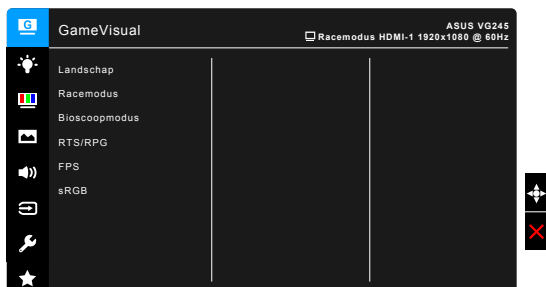 G
GameVisual
ASUS VG245
Racemodus HDMI-1 1920x1080 @ 60Hz
Landschap
Racemodus
Bioscoopmodus
RTS/RPG
FPS
sRGB